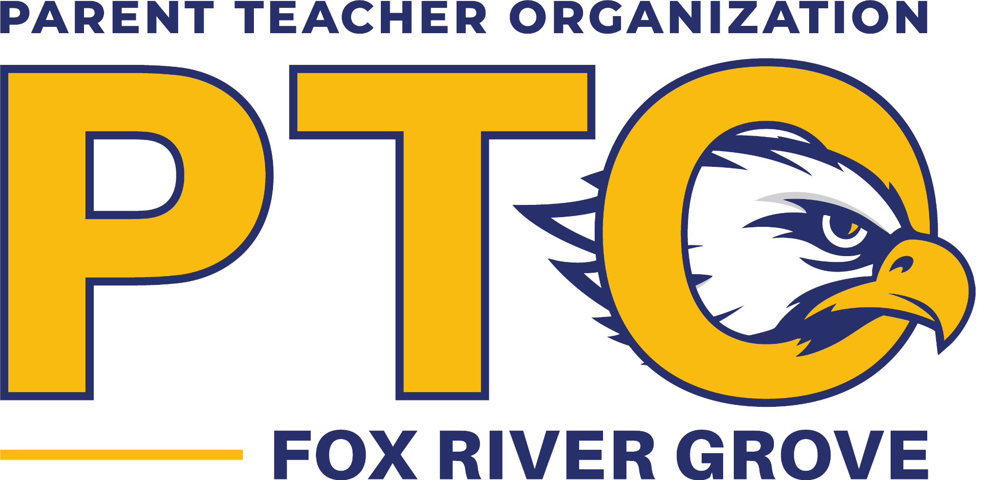 PARENT TEACHER ORGANIZATION
PTO
FOX RIVER GROVE